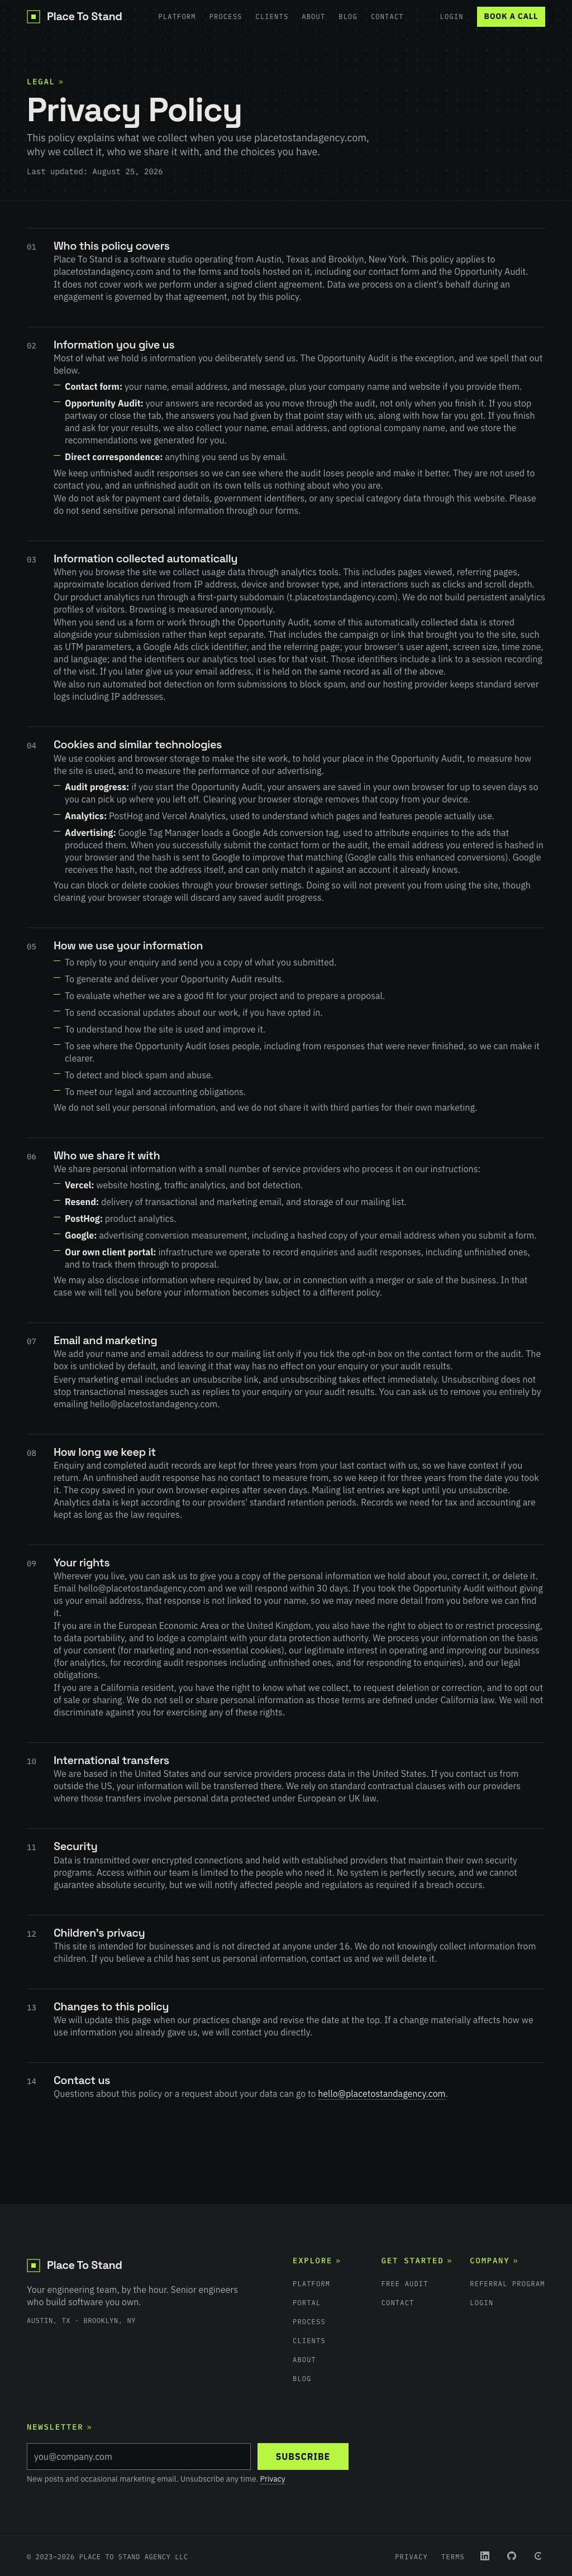 Place To Stand
PLATFORM PROCESS CLIENTS ABOUT BLOG CONTACT
LOGIN
BOOK A CALL
LEGAL »
Privacy Policy
This policy explains what we collect when you use placetostandagency.com,
why we collect it, who we share it with, and the choices you have.
Last updated: August 25, 2026
01
Who this policy covers
Place To Stand is a software studio operating from Austin, Texas and Brooklyn, New York. This policy applies to
placetostandagency.com and to the forms and tools hosted on it, including our contact form and the Opportunity Audit.
It does not cover work we perform under a signed client agreement. Data we process on a client's behalf during an
engagement is governed by that agreement, not by this policy.
02
Information you give us
Most of what we hold is information you deliberately send us. The Opportunity Audit is the exception, and we spell that out
below.
Contact form: your name, email address, and message, plus your company name and website if you provide them.
Opportunity Audit: your answers are recorded as you move through the audit, not only when you finish it. If you stop
partway or close the tab, the answers you had given by that point stay with us, along with how far you got. If you finish
and ask for your results, we also collect your name, email address, and optional company name, and we store the
recommendations we generated for you.
Direct correspondence: anything you send us by email.
We keep unfinished audit responses so we can see where the audit loses people and make it better. They are not used to
contact you, and an unfinished audit on its own tells us nothing about who you are.
We do not ask for payment card details, government identifiers, or any special category data through this website. Please
do not send sensitive personal information through our forms.
03
Information collected automatically
When you browse the site we collect usage data through analytics tools. This includes pages viewed, referring pages,
approximate location derived from IP address, device and browser type, and interactions such as clicks and scroll depth.
Our product analytics run through a first-party subdomain (t.placetostandagency.com). We do not build persistent analytics
profiles of visitors. Browsing is measured anonymously.
When you send us a form or work through the Opportunity Audit, some of this automatically collected data is stored
alongside your submission rather than kept separate. That includes the campaign or link that brought you to the site, such
as UTM parameters, a Google Ads click identifier, and the referring page; your browser's user agent, screen size, time zone,
and language; and the identifiers our analytics tool uses for that visit. Those identifiers include a link to a session recording
of the visit. If you later give us your email address, it is held on the same record as all of the above.
We also run automated bot detection on form submissions to block spam, and our hosting provider keeps standard server
logs including IP addresses.
04
Cookies and similar technologies
We use cookies and browser storage to make the site work, to hold your place in the Opportunity Audit, to measure how
the site is used, and to measure the performance of our advertising.
Audit progress: if you start the Opportunity Audit, your answers are saved in your own browser for up to seven days so
you can pick up where you left off. Clearing your browser storage removes that copy from your device.
Analytics: PostHog and Vercel Analytics, used to understand which pages and features people actually use.
Advertising: Google Tag Manager loads a Google Ads conversion tag, used to attribute enquiries to the ads that
produced them. When you successfully submit the contact form or the audit, the email address you entered is hashed in
your browser and the hash is sent to Google to improve that matching (Google calls this enhanced conversions). Google
receives the hash, not the address itself, and can only match it against an account it already knows.
You can block or delete cookies through your browser settings. Doing so will not prevent you from using the site, though
clearing your browser storage will discard any saved audit progress.
05
How we use your information
To reply to your enquiry and send you a copy of what you submitted.
To generate and deliver your Opportunity Audit results.
To evaluate whether we are a good fit for your project and to prepare a proposal.
To send occasional updates about our work, if you have opted in.
To understand how the site is used and improve it.
To see where the Opportunity Audit loses people, including from responses that were never finished, so we can make it
clearer.
To detect and block spam and abuse.
To meet our legal and accounting obligations.
We do not sell your personal information, and we do not share it with third parties for their own marketing.
06
Who we share it with
We share personal information with a small number of service providers who process it on our instructions:
Vercel: website hosting, traffic analytics, and bot detection.
Resend: delivery of transactional and marketing email, and storage of our mailing list.
PostHog: product analytics.
Google: advertising conversion measurement, including a hashed copy of your email address when you submit a form.
Our own client portal: infrastructure we operate to record enquiries and audit responses, including unfinished ones,
and to track them through to proposal.
We may also disclose information where required by law, or in connection with a merger or sale of the business. In that
case we will tell you before your information becomes subject to a different policy.
07
Email and marketing
We add your name and email address to our mailing list only if you tick the opt-in box on the contact form or the audit. The
box is unticked by default, and leaving it that way has no effect on your enquiry or your audit results.
Every marketing email includes an unsubscribe link, and unsubscribing takes effect immediately. Unsubscribing does not
stop transactional messages such as replies to your enquiry or your audit results. You can ask us to remove you entirely by
emailing hello@placetostandagency.com.
08
How long we keep it
Enquiry and completed audit records are kept for three years from your last contact with us, so we have context if you
return. An unfinished audit response has no contact to measure from, so we keep it for three years from the date you took
it. The copy saved in your own browser expires after seven days. Mailing list entries are kept until you unsubscribe.
Analytics data is kept according to our providers' standard retention periods. Records we need for tax and accounting are
kept as long as the law requires.
09
Your rights
Wherever you live, you can ask us to give you a copy of the personal information we hold about you, correct it, or delete it.
Email hello@placetostandagency.com and we will respond within 30 days. If you took the Opportunity Audit without giving
us your email address, that response is not linked to your name, so we may need more detail from you before we can find
it.
If you are in the European Economic Area or the United Kingdom, you also have the right to object to or restrict processing,
to data portability, and to lodge a complaint with your data protection authority. We process your information on the basis
of your consent (for marketing and non-essential cookies), our legitimate interest in operating and improving our business
(for analytics, for recording audit responses including unfinished ones, and for responding to enquiries), and our legal
obligations.
If you are a California resident, you have the right to know what we collect, to request deletion or correction, and to opt out
of sale or sharing. We do not sell or share personal information as those terms are defined under California law. We will not
discriminate against you for exercising any of these rights.
10
International transfers
We are based in the United States and our service providers process data in the United States. If you contact us from
outside the US, your information will be transferred there. We rely on standard contractual clauses with our providers
where those transfers involve personal data protected under European or UK law.
11
Security
Data is transmitted over encrypted connections and held with established providers that maintain their own security
programs. Access within our team is limited to the people who need it. No system is perfectly secure, and we cannot
guarantee absolute security, but we will notify affected people and regulators as required if a breach occurs.
12
Children's privacy
This site is intended for businesses and is not directed at anyone under 16. We do not knowingly collect information from
children. If you believe a child has sent us personal information, contact us and we will delete it.
13
Changes to this policy
We will update this page when our practices change and revise the date at the top. If a change materially affects how we
use information you already gave us, we will contact you directly.
14
Contact us
Questions about this policy or a request about your data can go to hello@placetostandagency.com.
Place To Stand
Your engineering team, by the hour. Senior engineers
who build software you own.
AUSTIN, TX · BROOKLYN, NY
EXPLORE »
PLATFORM
PORTAL
PROCESS
CLIENTS
ABOUT
BLOG
GET STARTED »
FREE AUDIT
CONTACT
COMPANY »
REFERRAL PROGRAM
LOGIN
NEWSLETTER »
you@company.com
SUBSCRIBE
New posts and occasional marketing email. Unsubscribe any time. Privacy
© 2023–2026 PLACE TO STAND AGENCY LLC
PRIVACY TERMS